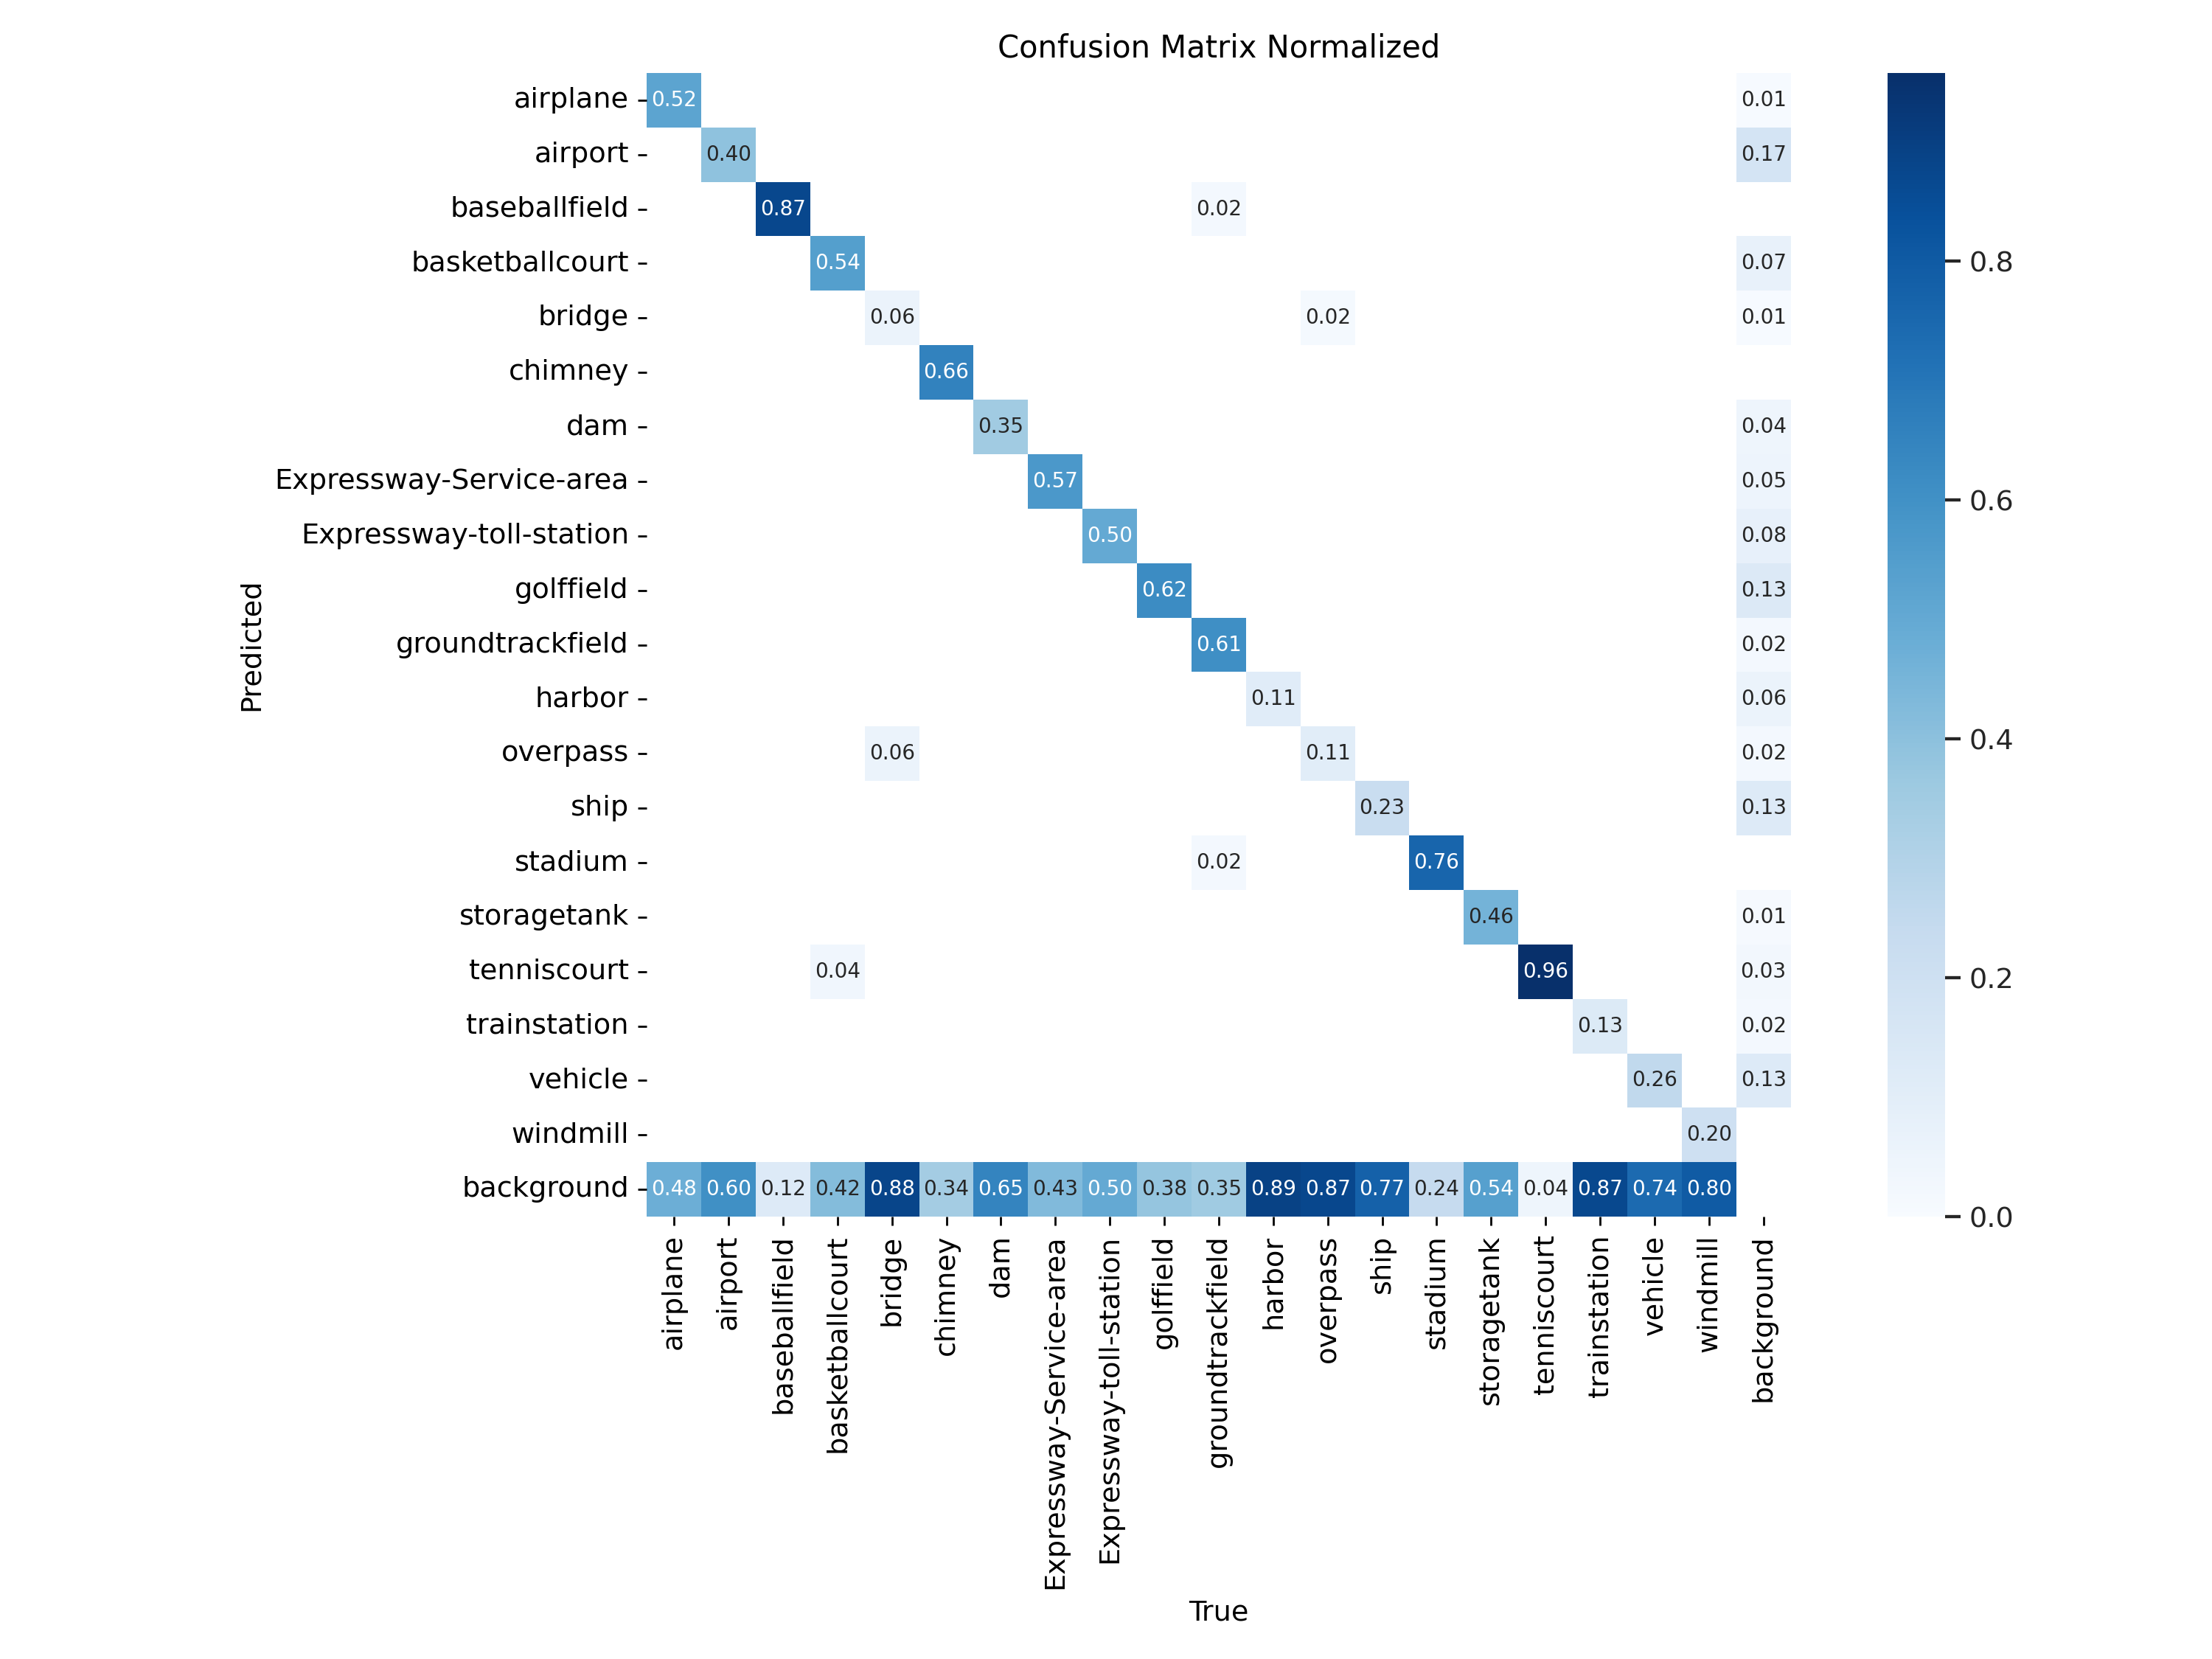 Confusion Matrix Normalized
airplane 0.52 0.01
airport 0.40 0.17
baseballfield 0.87 0.02
basketballcourt 0.54 0.07
bridge 0.06 0.02 0.01
chimney 0.66
dam 0.35 0.04
Expressway-Service-area 0.57 0.05
Expressway-toll-station 0.50 0.08
golffield 0.62 0.13
groundtrackfield 0.61 0.02
harbor 0.11 0.06
overpass 0.06 0.11 0.02
ship 0.23 0.13
stadium 0.02 0.76
storagetank 0.46 0.01
tenniscourt 0.04 0.96 0.03
trainstation 0.13 0.02
vehicle 0.26 0.13
windmill 0.20
background 0.48 0.60 0.12 0.42 0.88 0.34 0.65 0.43 0.50 0.38 0.35 0.89 0.87 0.77 0.24 0.54 0.04 0.87 0.74 0.80
Predicted
airplane
airport
baseballfield
basketballcourt
bridge
chimney
dam
Expressway-Service-area
Expressway-toll-station
golffield
groundtrackfield
harbor
overpass
ship
stadium
storagetank
tenniscourt
trainstation
vehicle
windmill
background
True
0.8
0.6
0.4
0.2
0.0